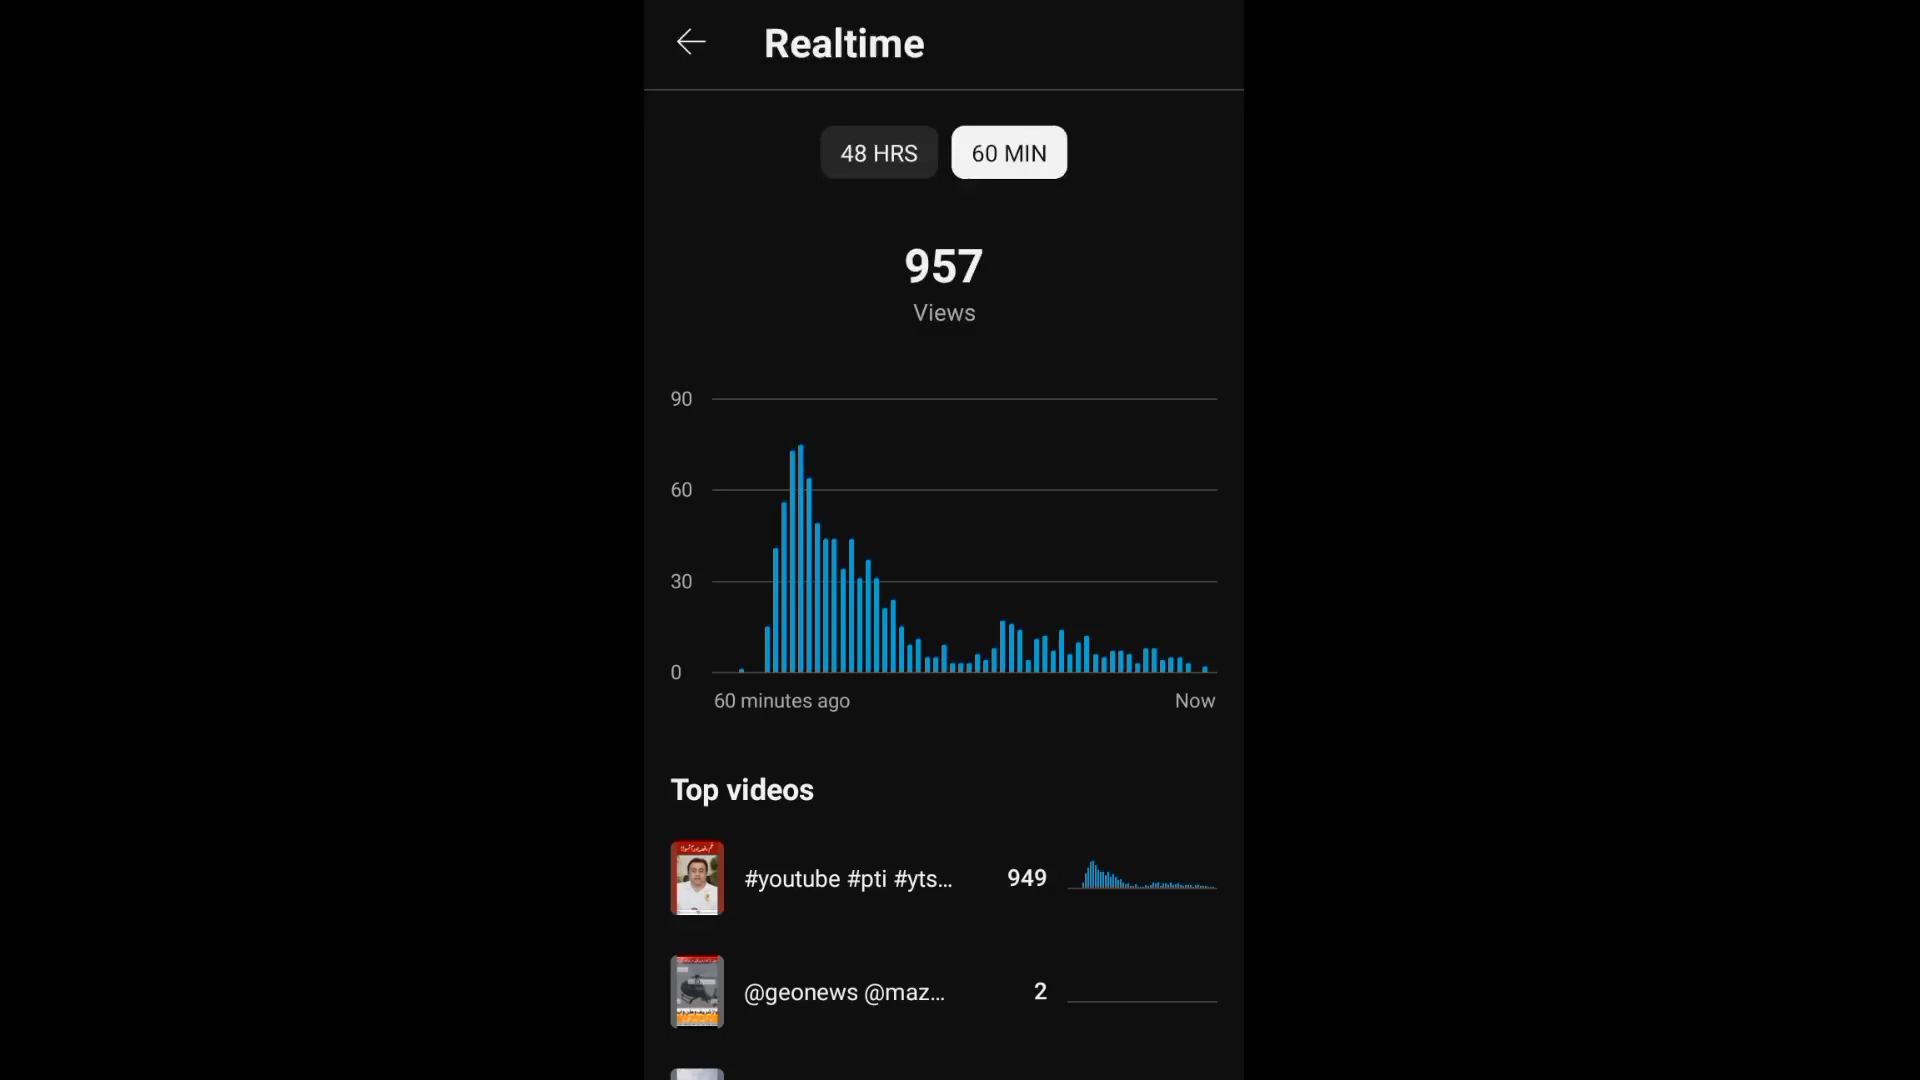 Realtime
48 HRS
60 MIN
957
Views
90
60
30
0
60 minutes ago
Now
Top videos
#youtube #pti #yts...
949
@geonews @maz...
2